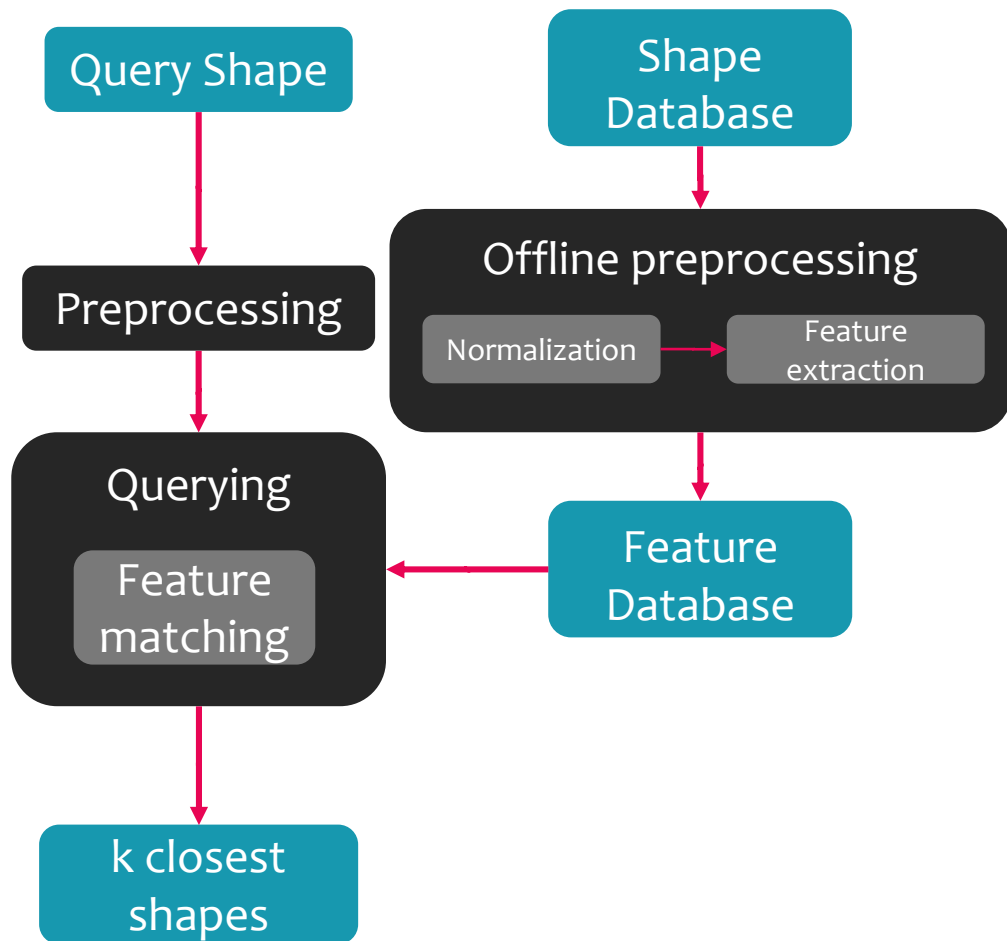 Query Shape
Shape
Database
Preprocessing
Offline preprocessing
Normalization
Feature
extraction
Querying
Feature
matching
Feature
Database
k closest
shapes